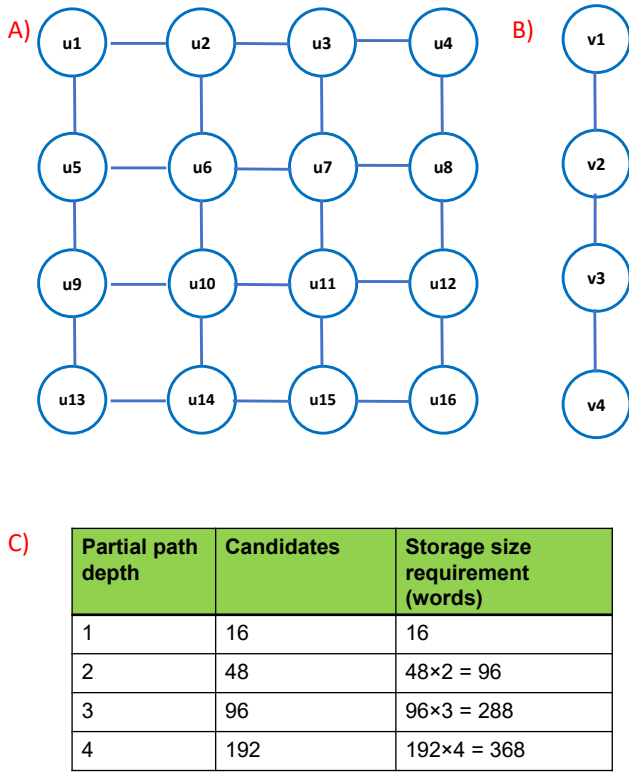 A)
u1 u2 u3 u4
u5 u6 u7 u8
u9 u10 u11 u12
u13 u14 u15 u16
B)
v1
v2
v3
v4
C)
Partial path depth Candidates Storage size requirement (words)
1 16 16
2 48 48×2 = 96
3 96 96×3 = 288
4 192 192×4 = 368